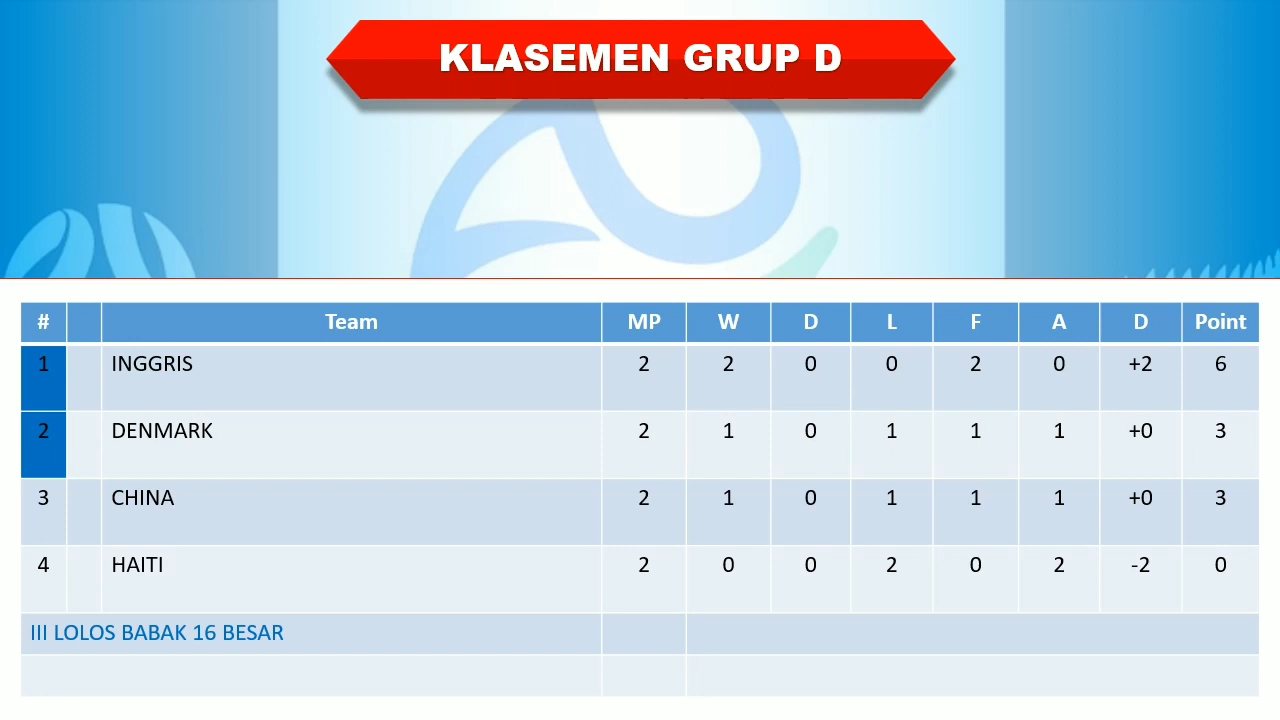 KLASEMEN GRUP D
# Team MP W D L F A D Point
1 INGGRIS 2 2 0 0 2 0 +2 6
2 DENMARK 2 1 0 1 1 1 +0 3
3 CHINA 2 1 0 1 1 1 +0 3
4 HAITI 2 0 0 2 0 2 -2 0
III LOLOS BABAK 16 BESAR